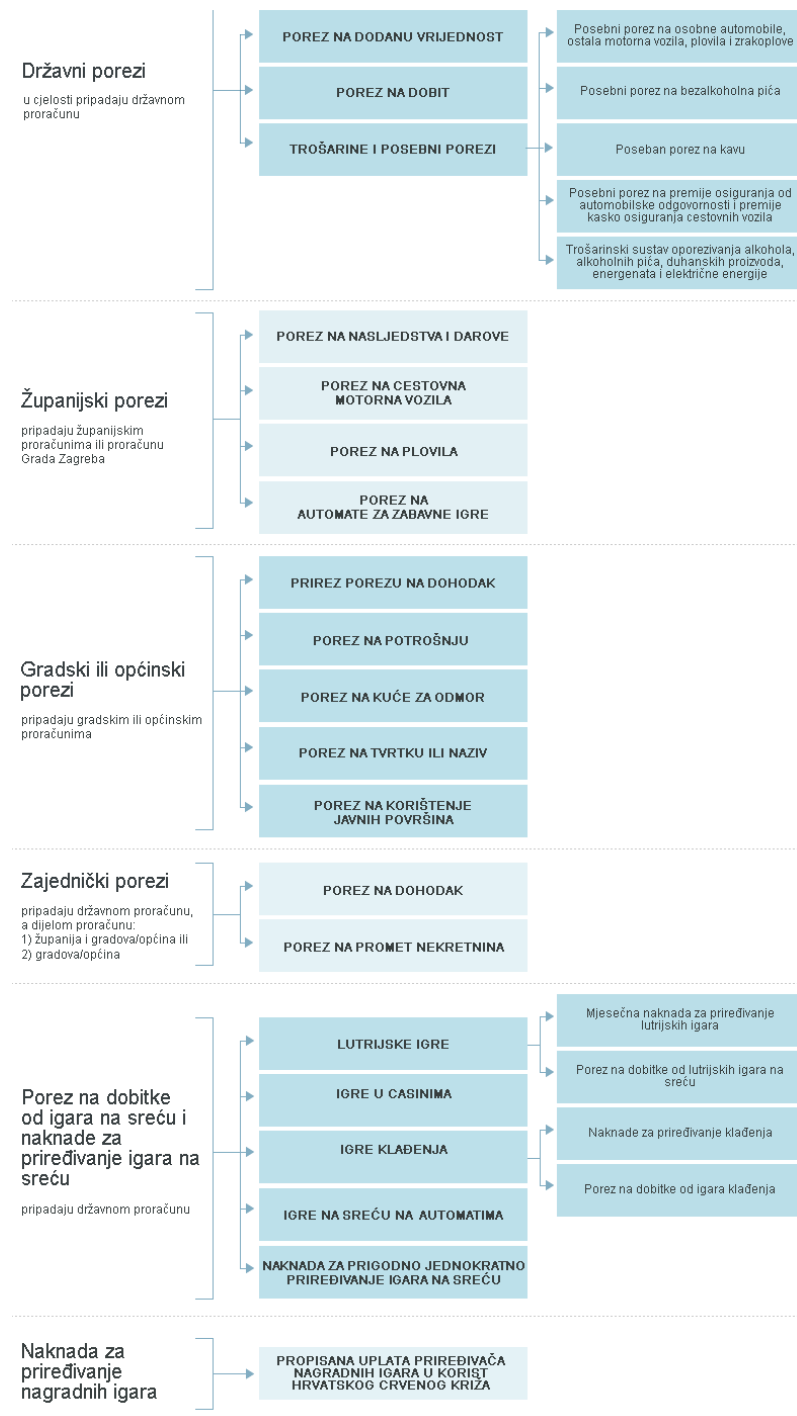 Državni porezi
u cjelosti pripadaju državnom
proračunu
POREZ NA DODANU VRIJEDNOST
POREZ NA DOBIT
TROŠARINE I POSEBNI POREZI
Posebni porez na osobne automobile,
ostala motorna vozila, plovila i zrakoplove
Posebni porez na bezalkoholna pića
Poseban porez na kavu
Posebni porez na premije osiguranja od
automobilske odgovornosti i premije
kasko osiguranja cestovnih vozila
Trošarinski sustav oporezivanja alkohola,
alkoholnih pića, duhanskih proizvoda,
energenata i električne energije
Županijski porezi
pripadaju županijskim
proračunima ili proračunu
Grada Zagreba
POREZ NA NASLJEDSTVA I DAROVE
POREZ NA CESTOVNA
MOTORNA VOZILA
POREZ NA PLOVILA
POREZ NA
AUTOMATE ZA ZABAVNE IGRE
Gradski ili općinski
porezi
pripadaju gradskim ili općinskim
proračunima
PRIREZ POREZU NA DOHODAK
POREZ NA POTROŠNJU
POREZ NA KUĆE ZA ODMOR
POREZ NA TVRTKU ILI NAZIV
POREZ NA KORIŠTENJE
JAVNIH POVRŠINA
Zajednički porezi
pripadaju državnom proračunu,
a dijelom proračunu:
1) županija i gradova/općina ili
2) gradova/općina
POREZ NA DOHODAK
POREZ NA PROMET NEKRETNINA
Porez na dobitke
od igara na sreću i
naknade za
priređivanje igara na
sreću
pripadaju državnom proračunu
LUTRIJSKE IGRE
IGRE U CASINIMA
IGRE KLAĐENJA
IGRE NA SREĆU NA AUTOMATIMA
NAKNADA ZA PRIGODNO JEDNOKRATNO
PRIREĐIVANJE IGARA NA SREĆU
Mjesečna naknada za priređivanje
lutrijskih igara
Porez na dobitke od lutrijskih igara na
sreću
Naknade za priređivanje klađenja
Porez na dobitke od igara klađenja
Naknada za
priređivanje
nagradnih igara
PROPISANA UPLATA PRIREĐIVAČA
NAGRADNIH IGARA U KORIST
HRVATSKOG CRVENOG KRIŽA